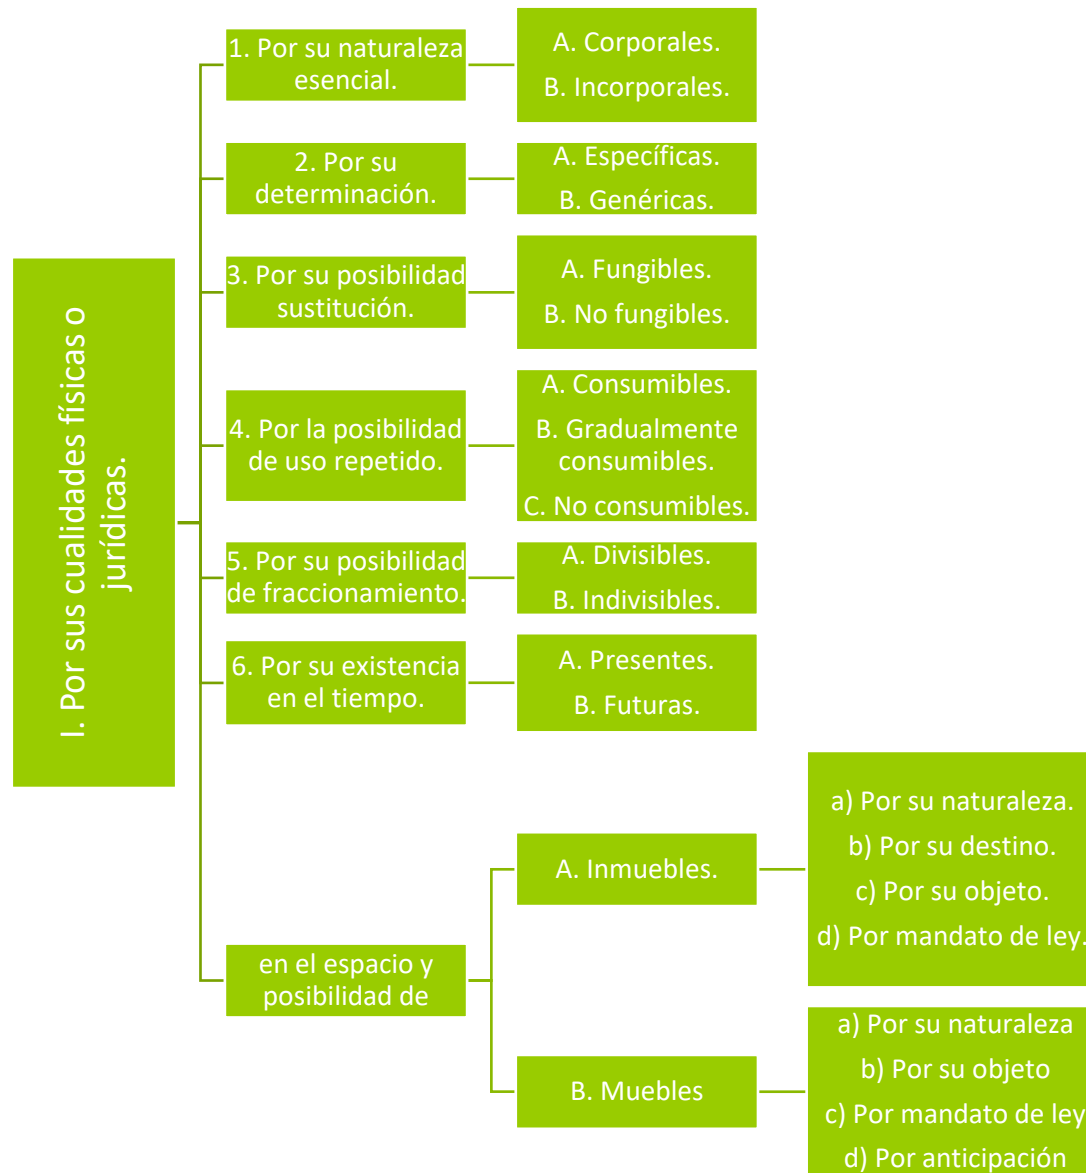 I. Por sus cualidades físicas o
jurídicas.
1. Por su naturaleza
esencial.
A. Corporales.
B. Incorporales.
2. Por su
determinación.
A. Específicas.
B. Genéricas.
3. Por su posibilidad
sustitución.
A. Fungibles.
B. No fungibles.
4. Por la posibilidad
de uso repetido.
A. Consumibles.
B. Gradualmente
consumibles.
C. No consumibles.
5. Por su posibilidad
de fraccionamiento.
A. Divisibles.
B. Indivisibles.
6. Por su existencia
en el tiempo.
A. Presentes.
B. Futuras.
en el espacio y
posibilidad de
A. Inmuebles.
a) Por su naturaleza.
b) Por su destino.
c) Por su objeto.
d) Por mandato de ley.
B. Muebles
a) Por su naturaleza
b) Por su objeto
c) Por mandato de ley
d) Por anticipación